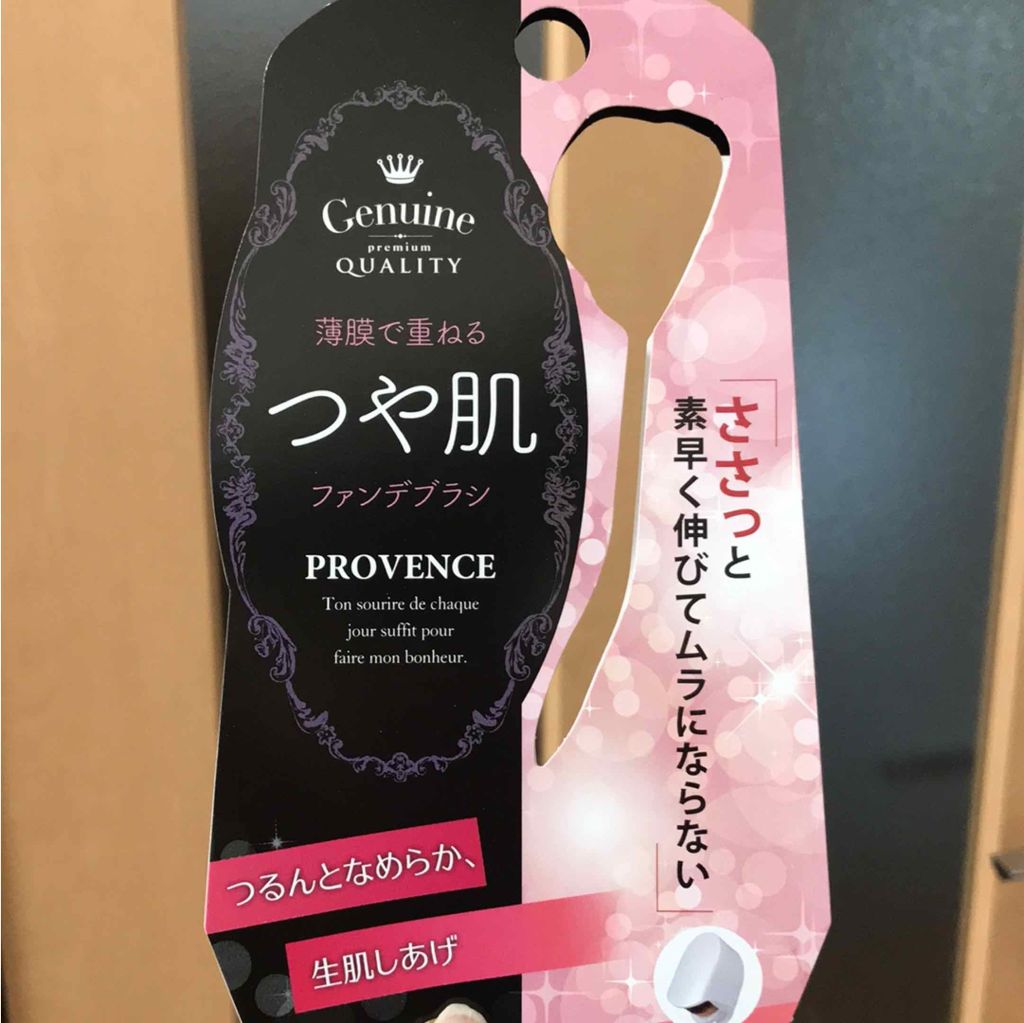 Genuine
premium
QUALITY
薄膜で重ねる
つや肌
ファンデブラシ
PROVENCE
Ton sourire de chaque
jour suffit pour
faire mon bonheur.
「ささっと
素早く伸びてムラにならない」
つるんとなめらか、
生肌しあげ